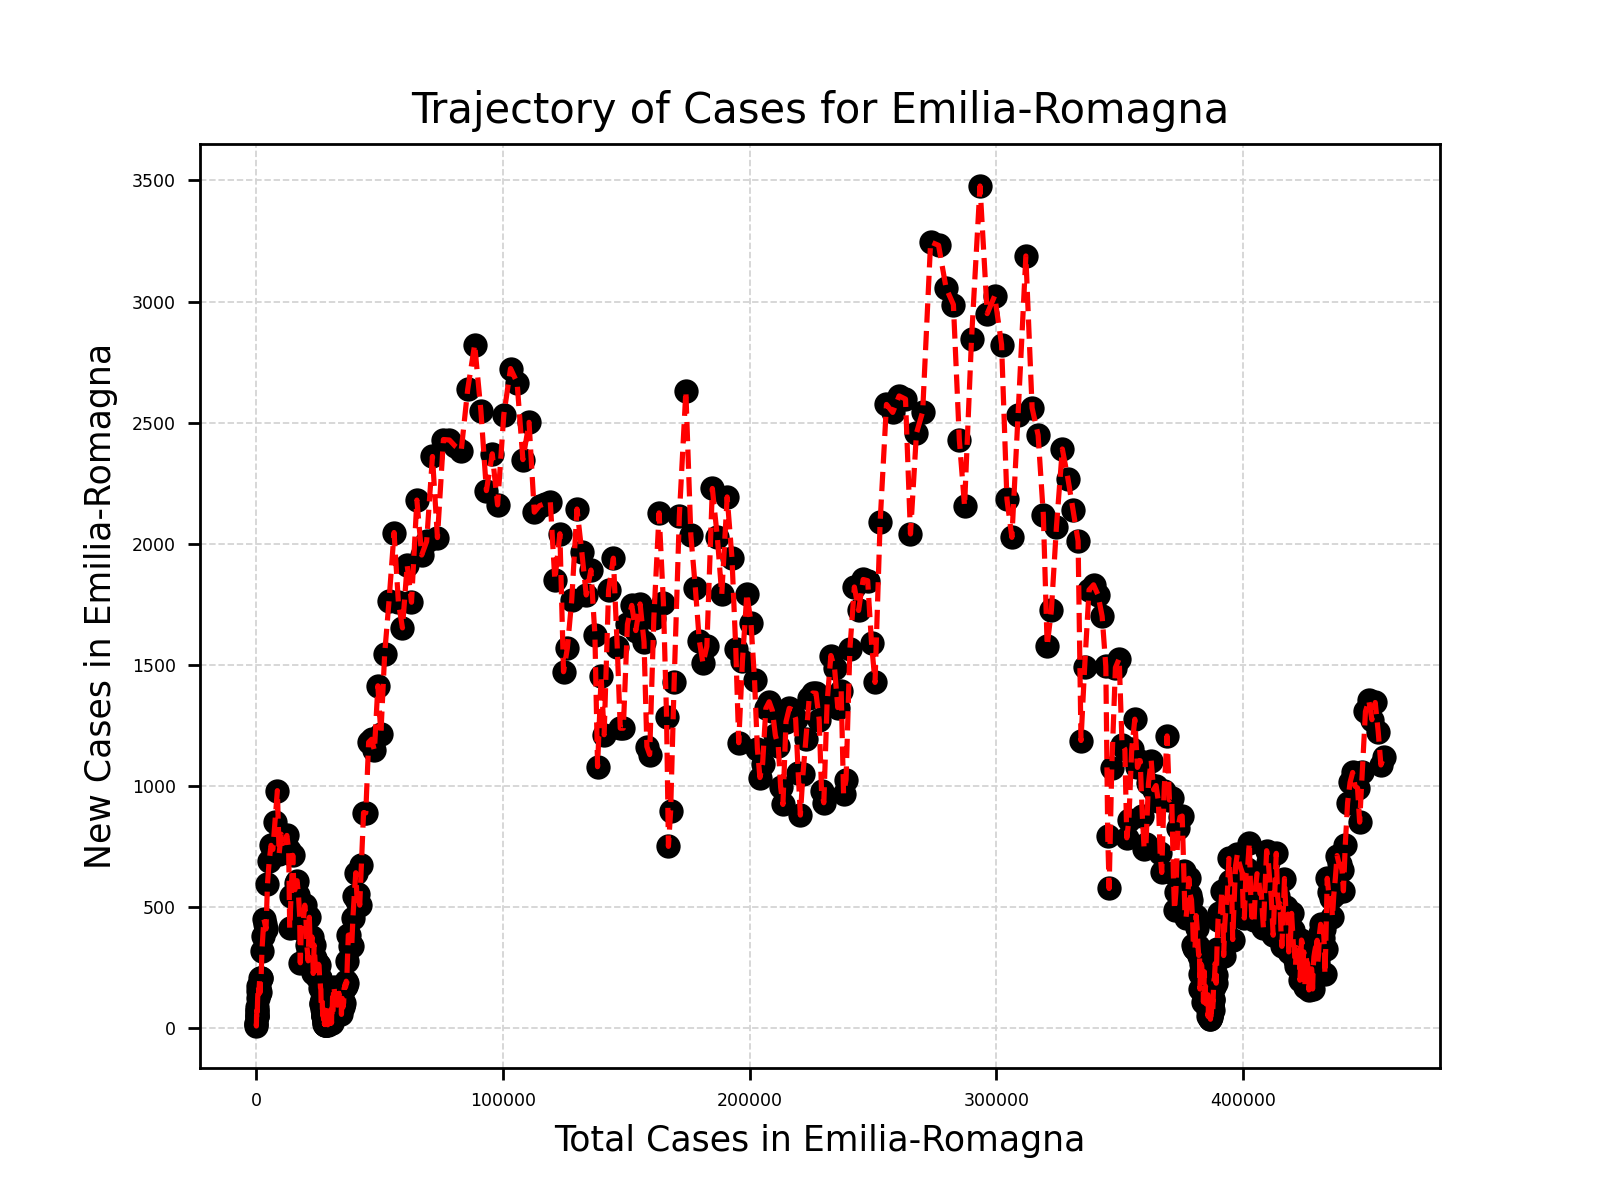 Trajectory of Cases for Emilia-Romagna
3500
3000
2500
2000
1500
1000
500
0
New Cases in Emilia-Romagna
0 100000 200000 300000 400000
Total Cases in Emilia-Romagna